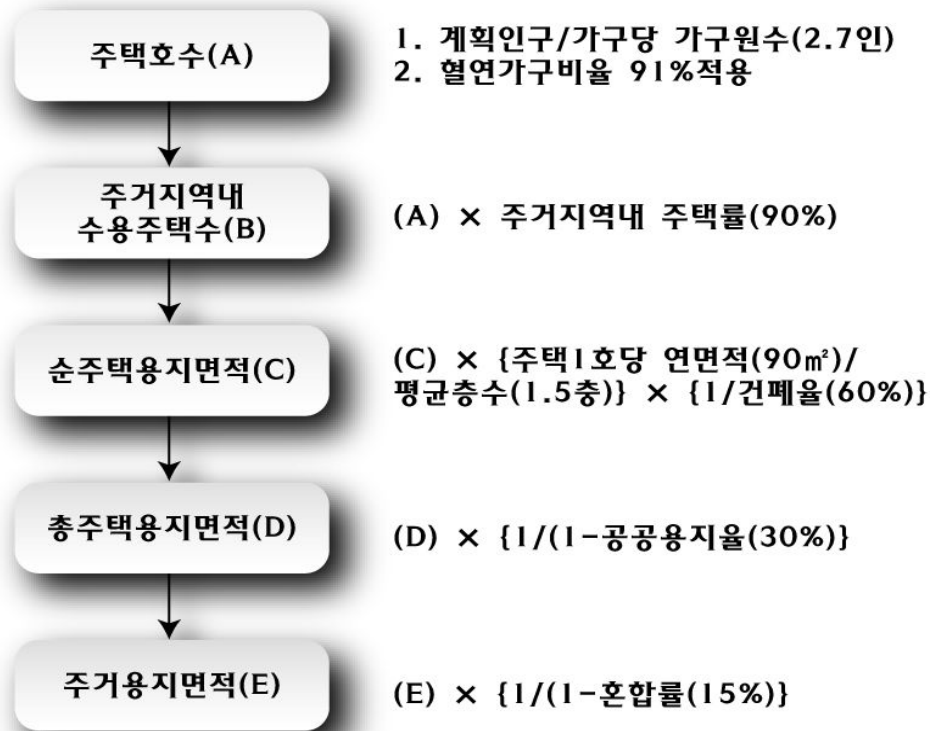 주택호수(A)
1. 계획인구/가구당 가구원수(2.7인)
2. 혈연가구비율 91%적용
주거지역내
수용주택수(B)
(A) × 주거지역내 주택률(90%)
순주택용지면적(C)
(C) × {주택1호당 연면적(90㎡)/
평균층수(1.5층)} × {1/건폐율(60%)}
총주택용지면적(D)
(D) × {1/(1-공공용지율(30%)}
주거용지면적(E)
(E) × {1/(1-혼합률(15%)}